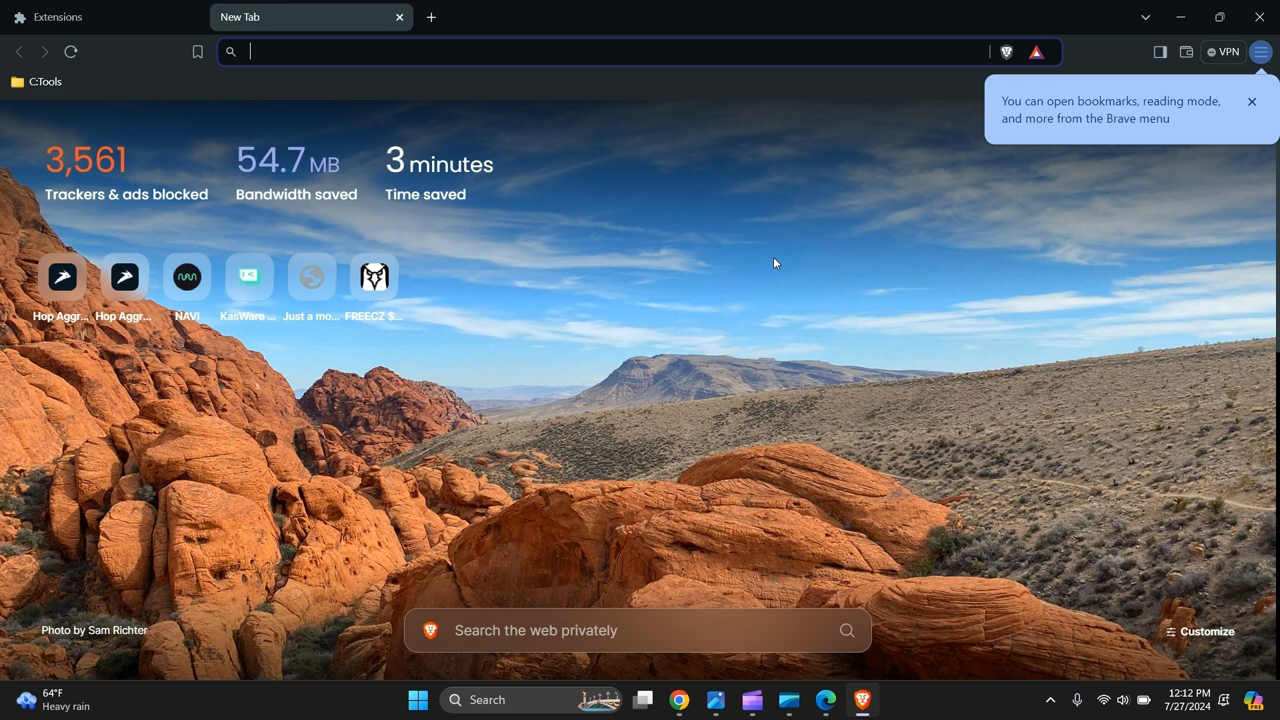 Extensions
New Tab
VPN
C:Tools
You can open bookmarks, reading mode,
and more from the Brave menu
3,561
54.7 MB
3 minutes
Trackers & ads blocked
Bandwidth saved
Time saved
Hop Aggr...
Hop Aggr...
NAVI
KasWare ...
Just a mo...
FREECZ $...
Photo by Sam Richter
Search the web privately
Customize
64°F
Heavy rain
Search
12:12 PM
7/27/2024
PRE